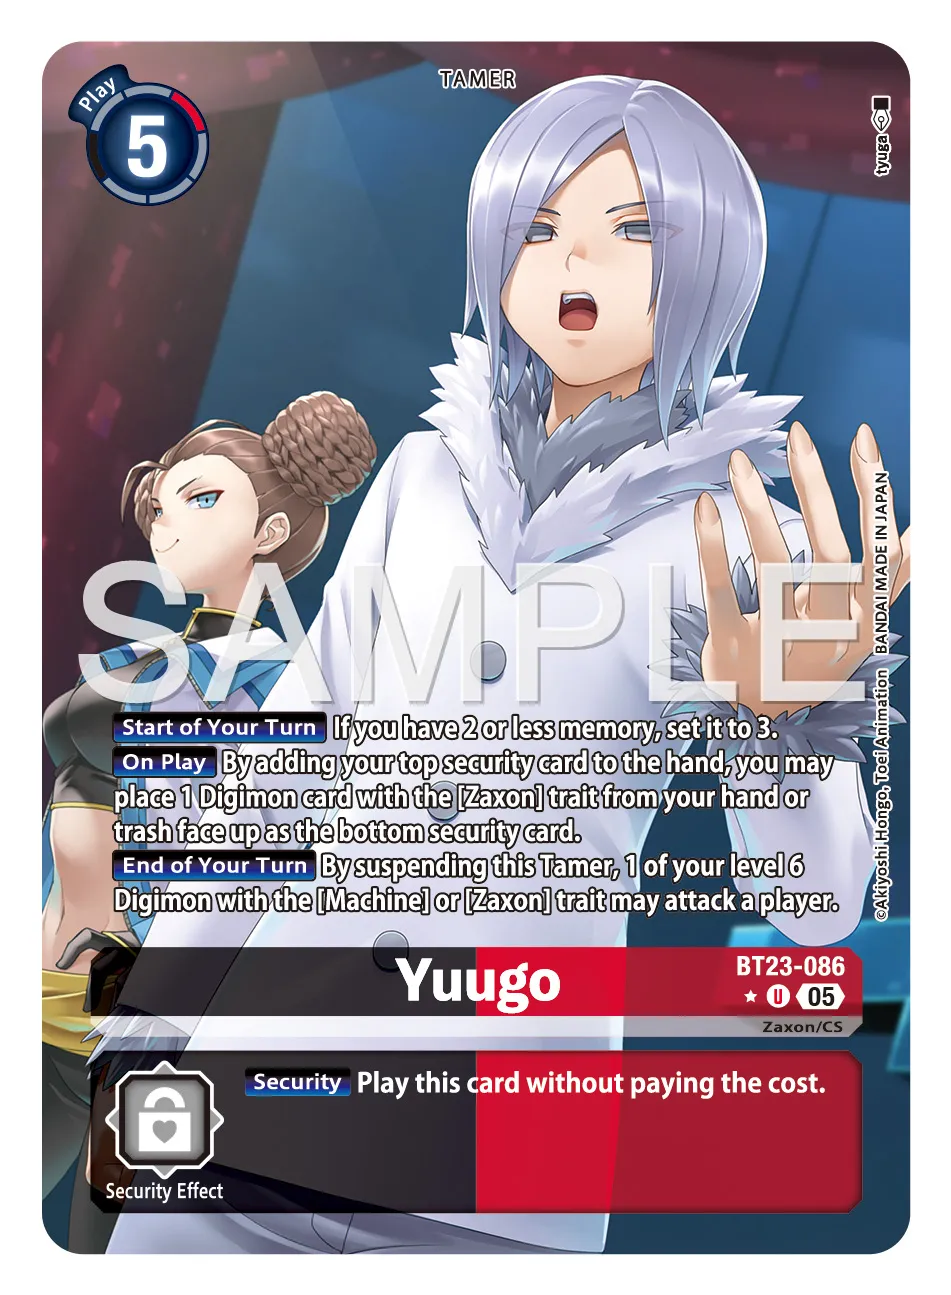 Play
5
TAMER
tyuga
SAMPLE
Start of Your Turn If you have 2 or less memory, set it to 3.
On Play By adding your top security card to the hand, you may
place 1 Digimon card with the [Zaxon] trait from your hand or
trash face up as the bottom security card.
End of Your Turn By suspending this Tamer, 1 of your level 6
Digimon with the [Machine] or [Zaxon] trait may attack a player.
©Akiyoshi Hongo, Toei Animation BANDAI MADE IN JAPAN
Yuugo
BT23-086
★ U 05
Zaxon/CS
Security Play this card without paying the cost.
Security Effect